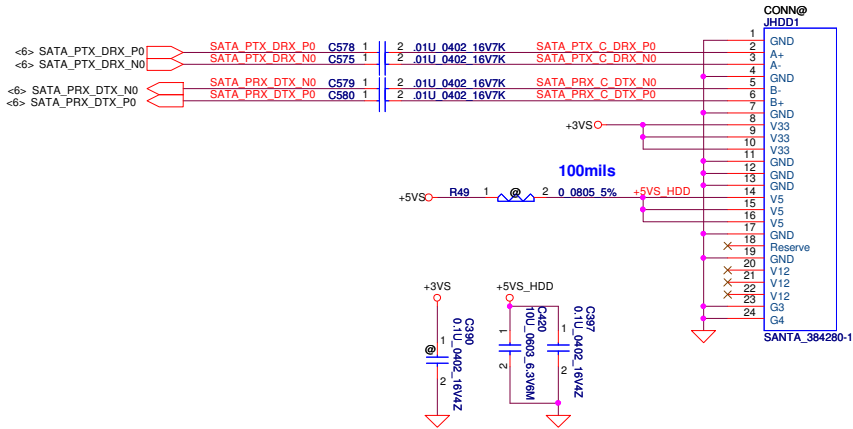 CONN@
JHDD1
<6> SATA_PTX_DRX_P0 SATA_PTX_DRX_P0 C578 1 2 .01U_0402_16V7K SATA_PTX_C_DRX_P0
<6> SATA_PTX_DRX_N0 SATA_PTX_DRX_N0 C575 1 2 .01U_0402_16V7K SATA_PTX_C_DRX_N0
<6> SATA_PRX_DTX_N0 SATA_PRX_DTX_N0 C579 1 2 .01U_0402_16V7K SATA_PRX_C_DTX_N0
<6> SATA_PRX_DTX_P0 SATA_PRX_DTX_P0 C580 1 2 .01U_0402_16V7K SATA_PRX_C_DTX_P0
1 GND
2 A+
3 A-
4 GND
5 B-
6 B+
7 GND
+3VS
8 V33
9 V33
10 V33
11 GND
12 GND
13 GND
100mils
+5VS R49 1 @ 2 0_0805_5% +5VS_HDD
14 V5
15 V5
16 V5
17 GND
18 Reserve
19 GND
20 V12
21 V12
22 V12
23 G3
24 G4
SANTA_384280-1
+3VS
@
1
2
C390
0.1U_0402_16V4Z
+5VS_HDD
1
2
C420
10U_0603_6.3V6M
1
2
C397
0.1U_0402_16V4Z